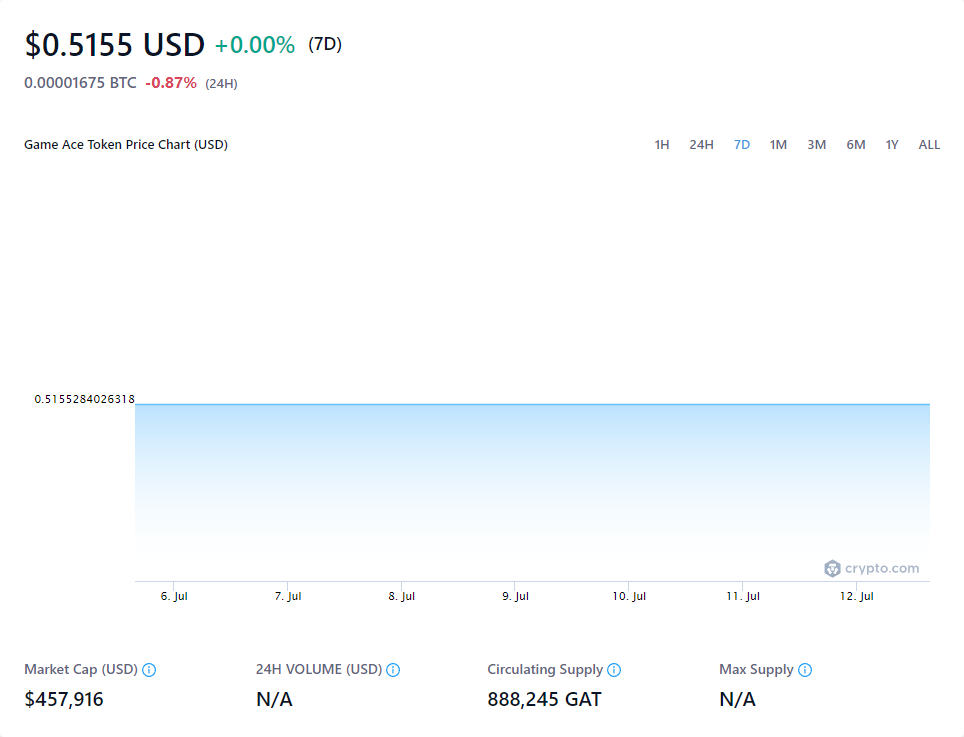 $0.5155 USD +0.00% (7D)
0.00001675 BTC -0.87% (24H)
Game Ace Token Price Chart (USD) 1H 24H 7D 1M 3M 6M 1Y ALL
0.5155284026318
crypto.com
6. Jul 7. Jul 8. Jul 9. Jul 10. Jul 11. Jul 12. Jul
Market Cap (USD) 24H VOLUME (USD) Circulating Supply Max Supply
$457,916 N/A 888,245 GAT N/A